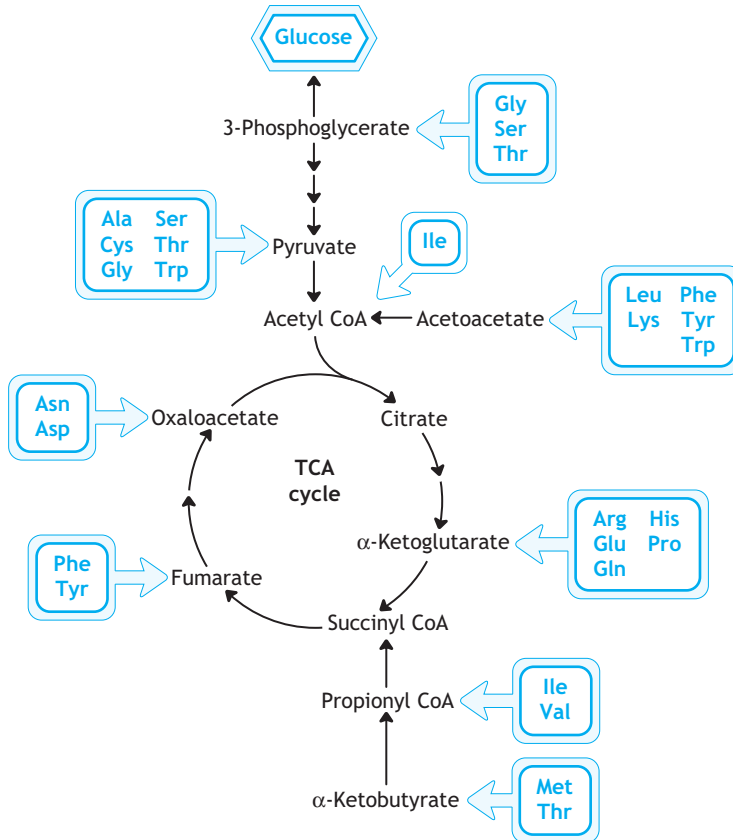 Glucose
3-Phosphoglycerate
Gly
Ser
Thr
Ala Ser
Cys Thr
Gly Trp
Pyruvate
Ile
Acetyl CoA
Acetoacetate
Leu Phe
Lys Tyr
Trp
Asn
Asp
Oxaloacetate
Citrate
TCA
cycle
α-Ketoglutarate
Arg His
Glu Pro
Gln
Phe
Tyr
Fumarate
Succinyl CoA
Propionyl CoA
Ile
Val
α-Ketobutyrate
Met
Thr